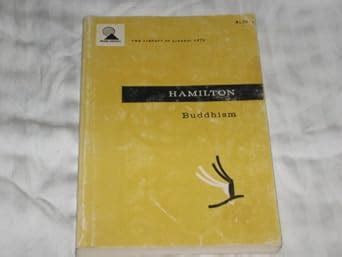 THE LIBRARY OF LIBERAL ARTS
HAMILTON
Buddhism